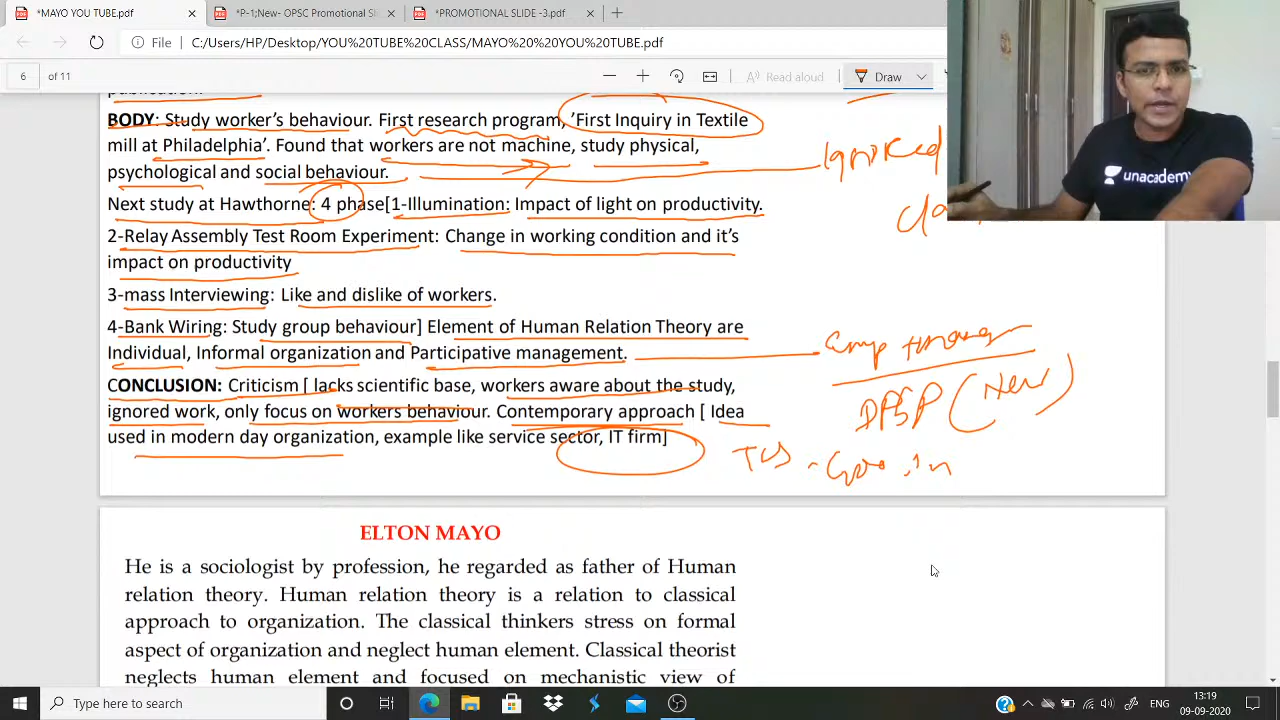 *MAYO YOU TUBE.pdf
*P-1;New- OPSC Promotional Sl
*PROMOTIONAL SLIDE -3.pdf
File C:/Users/HP/Desktop/YOU%20TUBE%20CLASS/MAYO%20%20YOU%20TUBE.pdf
6 of 11
Read aloud
Draw
BODY: Study worker's behaviour. First research program, 'First Inquiry in Textile
mill at Philadelphia'. Found that workers are not machine, study physical,
psychological and social behaviour.
Ignored
unacademy
Next study at Hawthorne: 4 phase[1-Illumination: Impact of light on productivity.
2-Relay Assembly Test Room Experiment: Change in working condition and it's
impact on productivity
3-mass Interviewing: Like and dislike of workers.
4-Bank Wiring: Study group behaviour] Element of Human Relation Theory are
Individual, Informal organization and Participative management.
CONCLUSION: Criticism [ lacks scientific base, workers aware about the study,
DPSP (New)
ignored work, only focus on workers behaviour. Contemporary approach [ Idea
used in modern day organization, example like service sector, IT firm]
TCS
ELTON MAYO
He is a sociologist by profession, he regarded as father of Human
relation theory. Human relation theory is a relation to classical
approach to organization. The classical thinkers stress on formal
aspect of organization and neglect human element. Classical theorist
neglects human element and focused on mechanistic view of
Type here to search
ENG
13:19
09-09-2020